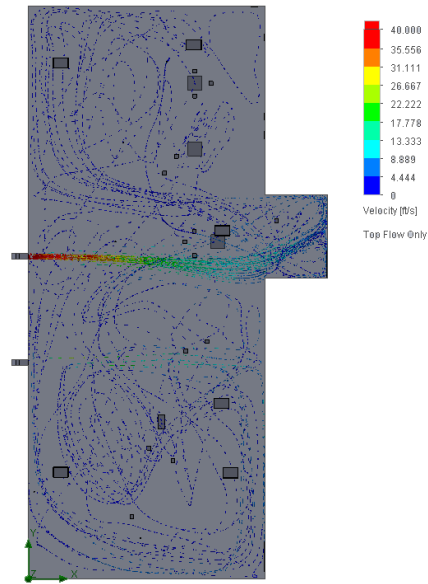 40.000
35.556
31.111
26.667
22.222
17.778
13.333
8.889
4.444
0
Velocity [ft/s]
Top Flow Only
Y
Z X